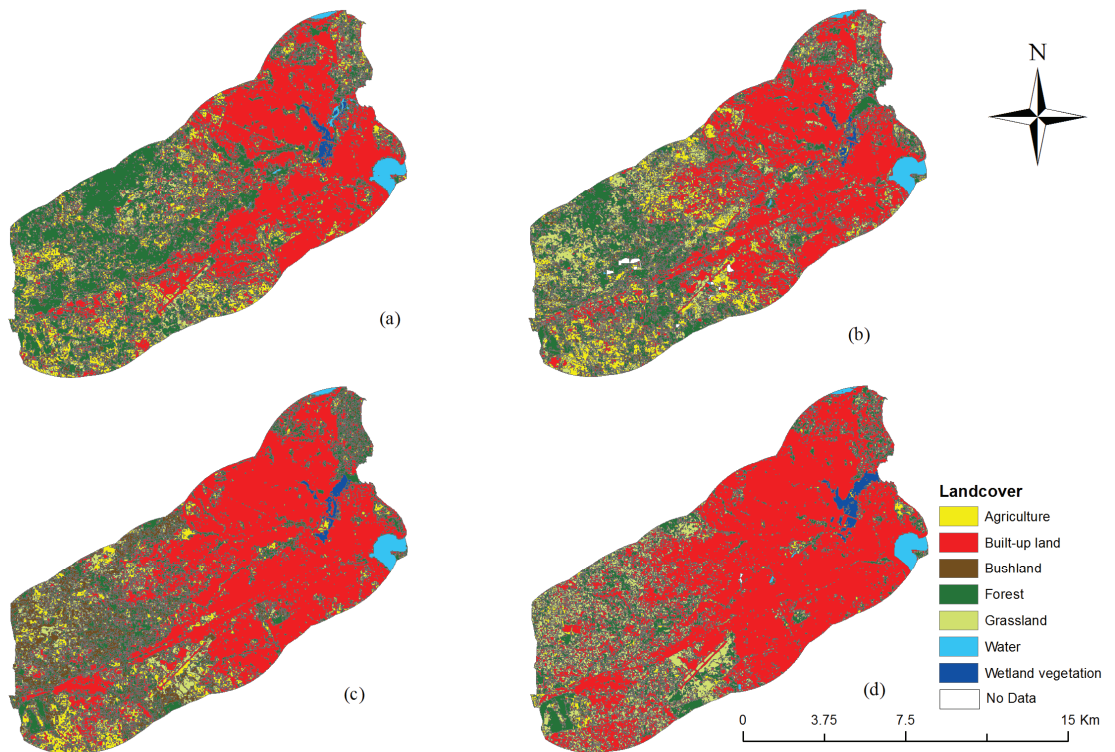 N
(a)
(b)
(c)
(d)
Landcover
Agriculture
Built-up land
Bushland
Forest
Grassland
Water
Wetland vegetation
No Data
0 3.75 7.5 15 Km